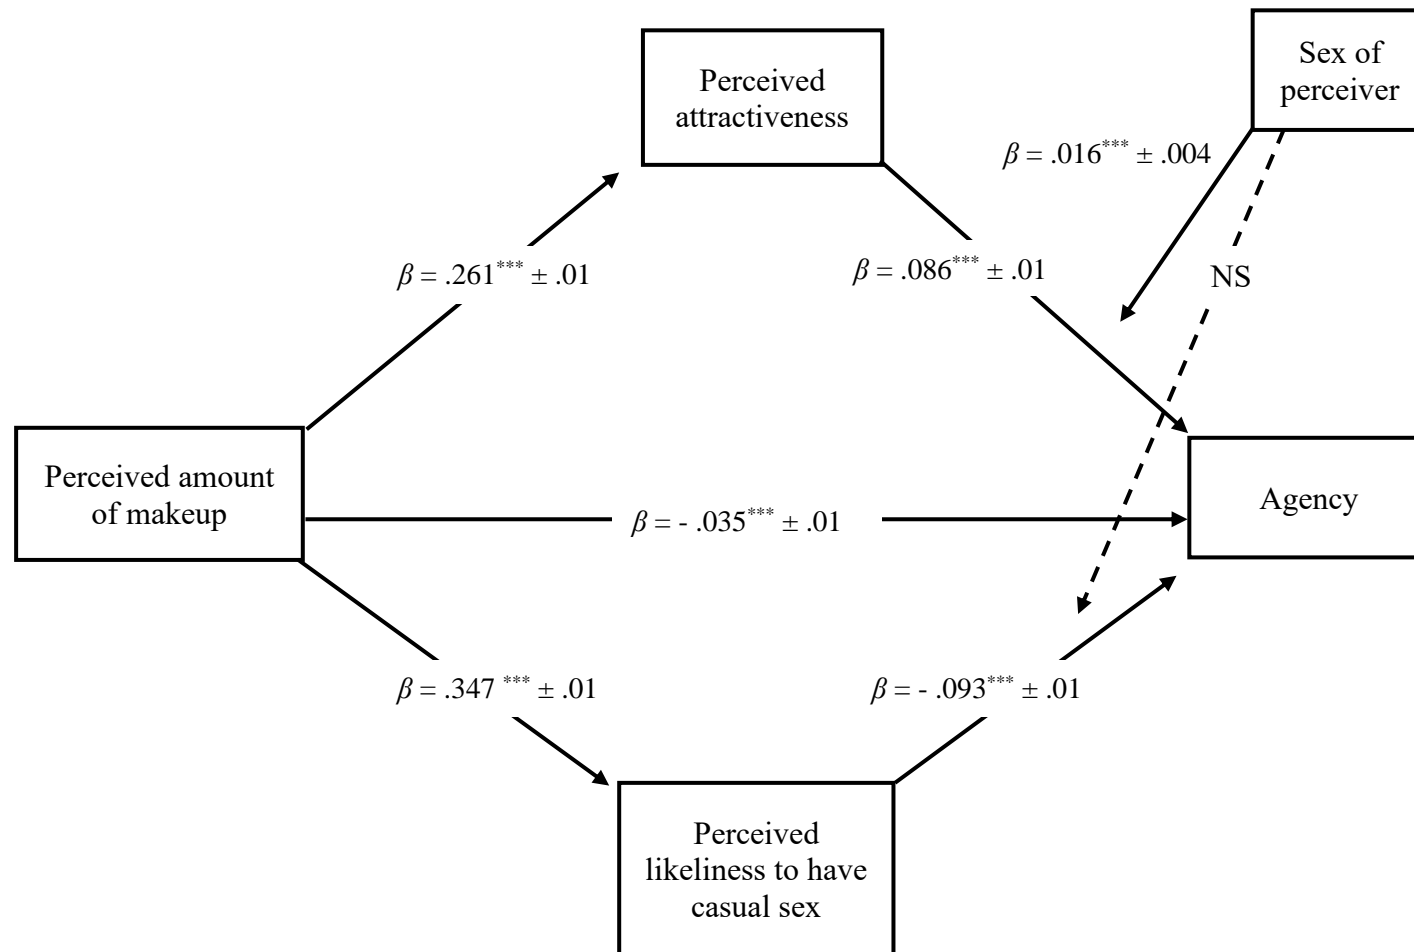 Sex of
perceiver
Perceived
attractiveness
β = .016*** ± .004
β = .261*** ± .01
β = .086*** ± .01
NS
Perceived amount
of makeup
β = - .035*** ± .01
Agency
β = .347 *** ± .01
β = - .093*** ± .01
Perceived
likeliness to have
casual sex